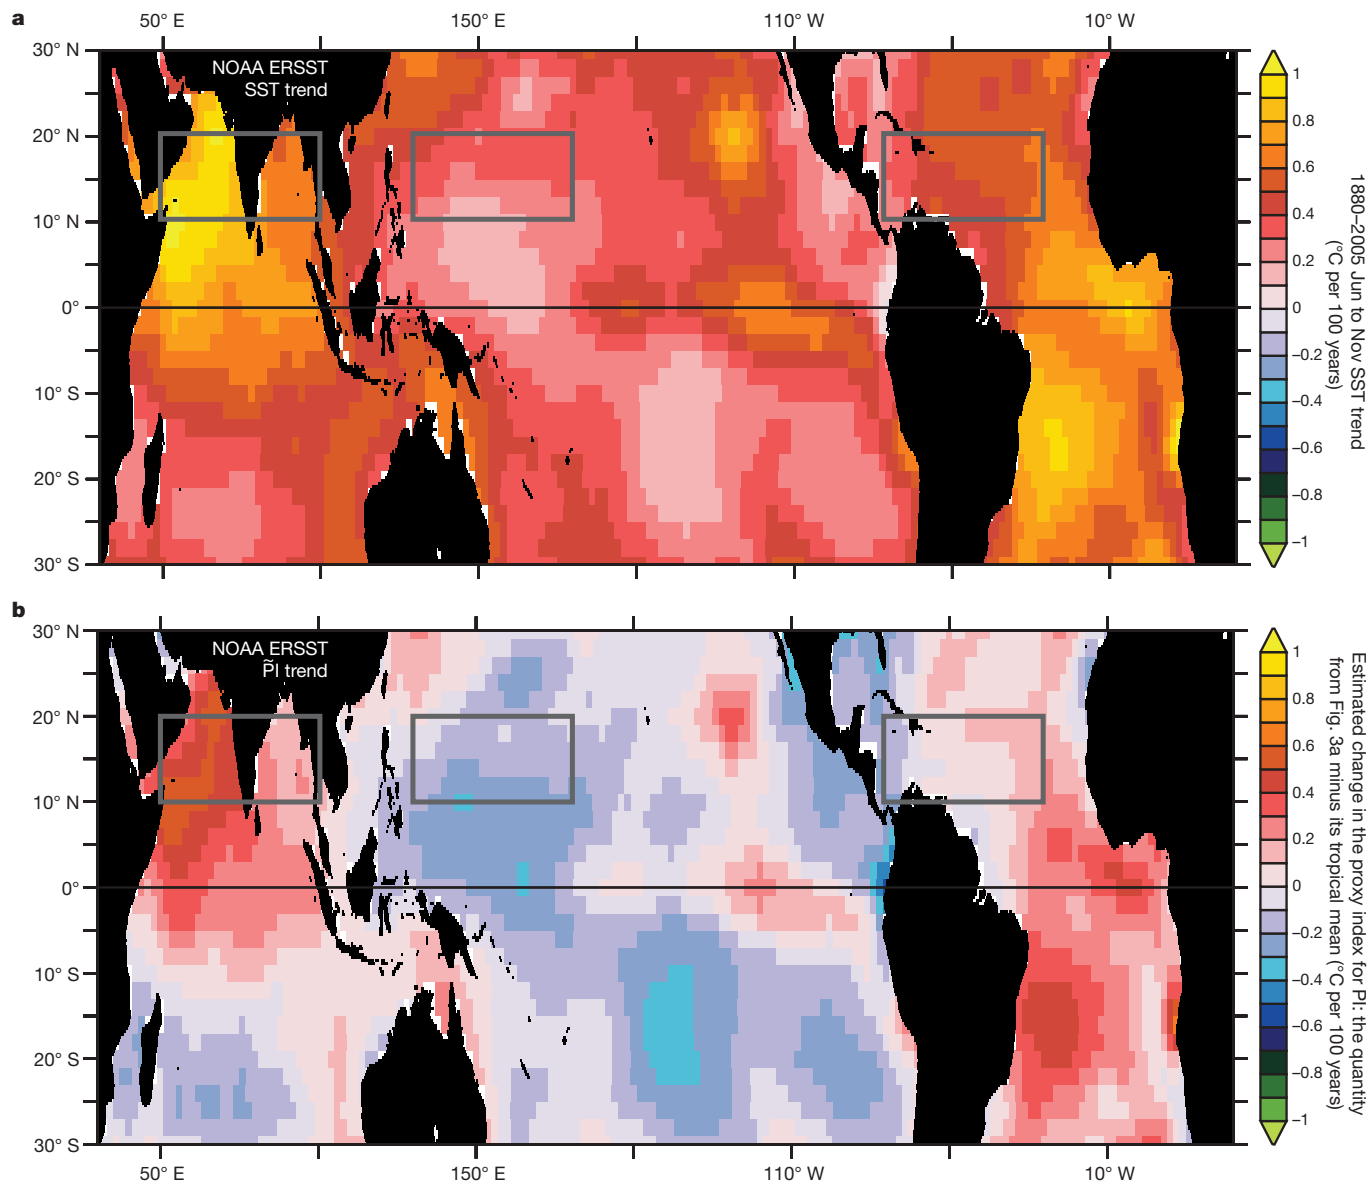 a
50° E 150° E 110° W 10° W
30° N
20° N
10° N
0°
10° S
20° S
30° S
NOAA ERSST
SST trend
1
0.8
0.6
0.4
0.2
0
−0.2
−0.4
−0.6
−0.8
−1
1880–2005 Jun to Nov SST trend
(°C per 100 years)
b
30° N
20° N
10° N
0°
10° S
20° S
30° S
NOAA ERSST
P̃I trend
50° E 150° E 110° W 10° W
1
0.8
0.6
0.4
0.2
0
−0.2
−0.4
−0.6
−0.8
−1
Estimated change in the proxy index for PI: the quantity
from Fig. 3a minus its tropical mean (°C per 100 years)